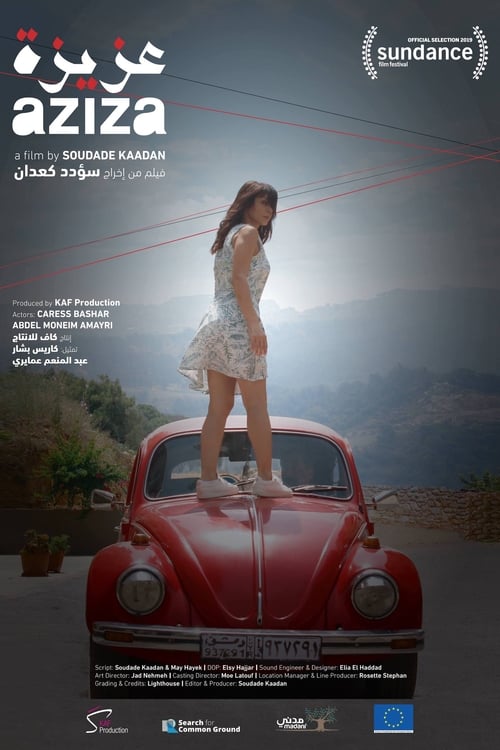 عزيزة
aziza
a film by SOUDADE KAADAN
فيلم من إخراج سؤدد كعدان
OFFICIAL SELECTION 2019
sundance
film festival
Produced by KAF Production
Actors: CARESS BASHAR
ABDEL MONEIM AMAYRI
إنتاج كاف للانتاج
تمثيل: كاريس بشار
عبد المنعم عمايري
دمشق ٩٣٧٢٩١
Script: Soudade Kaadan & May Hayek | DOP: Elsy Hajjar | Sound Engineer & Designer: Elia El Haddad
Art Director: Jad Nehmeh | Casting Director: Moe Latouf | Location Manager & Line Producer: Rosette Stephan
Grading & Credits: Lighthouse | Editor & Producer: Soudade Kaadan
KAF
Production
Search for
Common Ground
مدني
madani